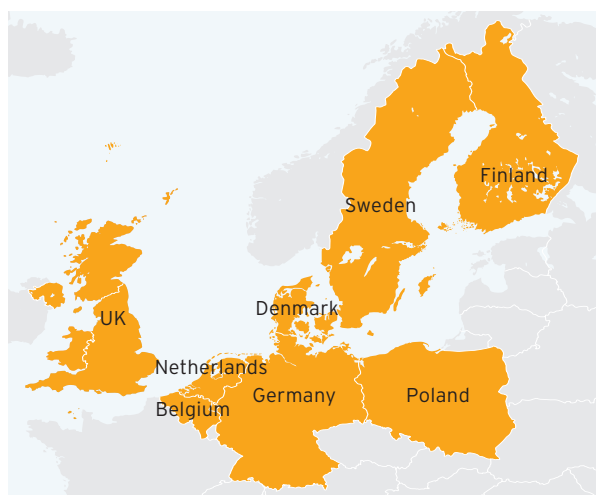 Finland
Sweden
Denmark
UK
Netherlands
Germany
Poland
Belgium